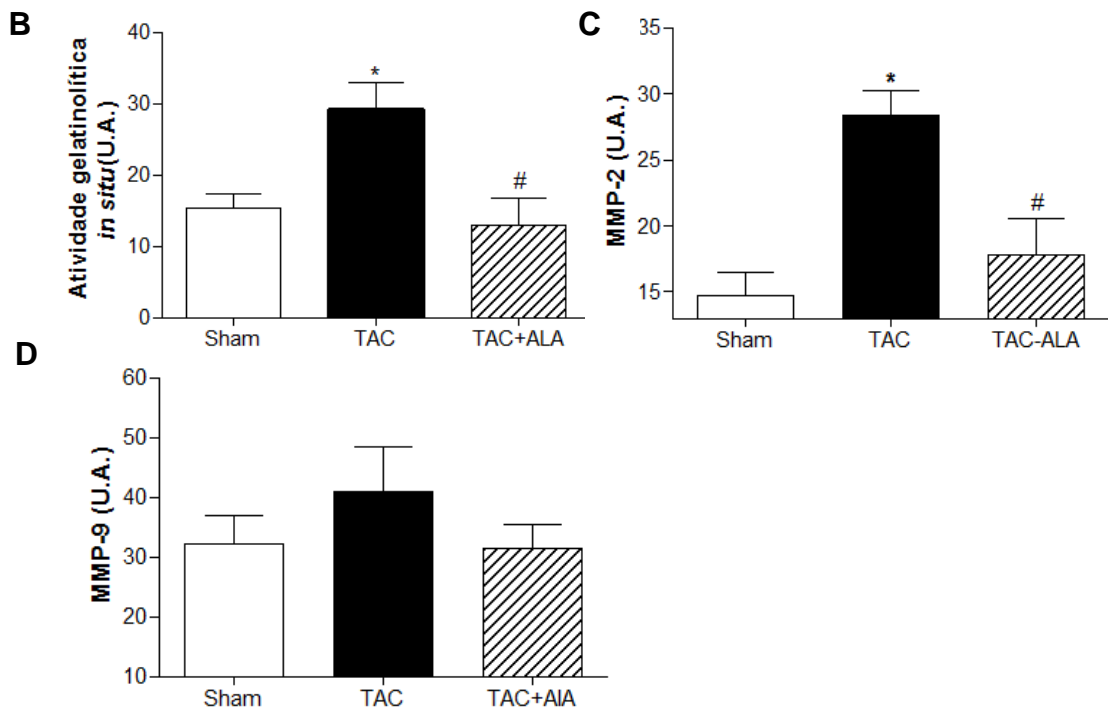 B
Atividade gelatinolítica
in situ(U.A.)
40
30
20
10
0
*
#
Sham TAC TAC+ALA
C
MMP-2 (U.A.)
35
30
25
20
15
*
#
Sham TAC TAC-ALA
D
MMP-9 (U.A.)
60
50
40
30
20
10
Sham TAC TAC+AIA